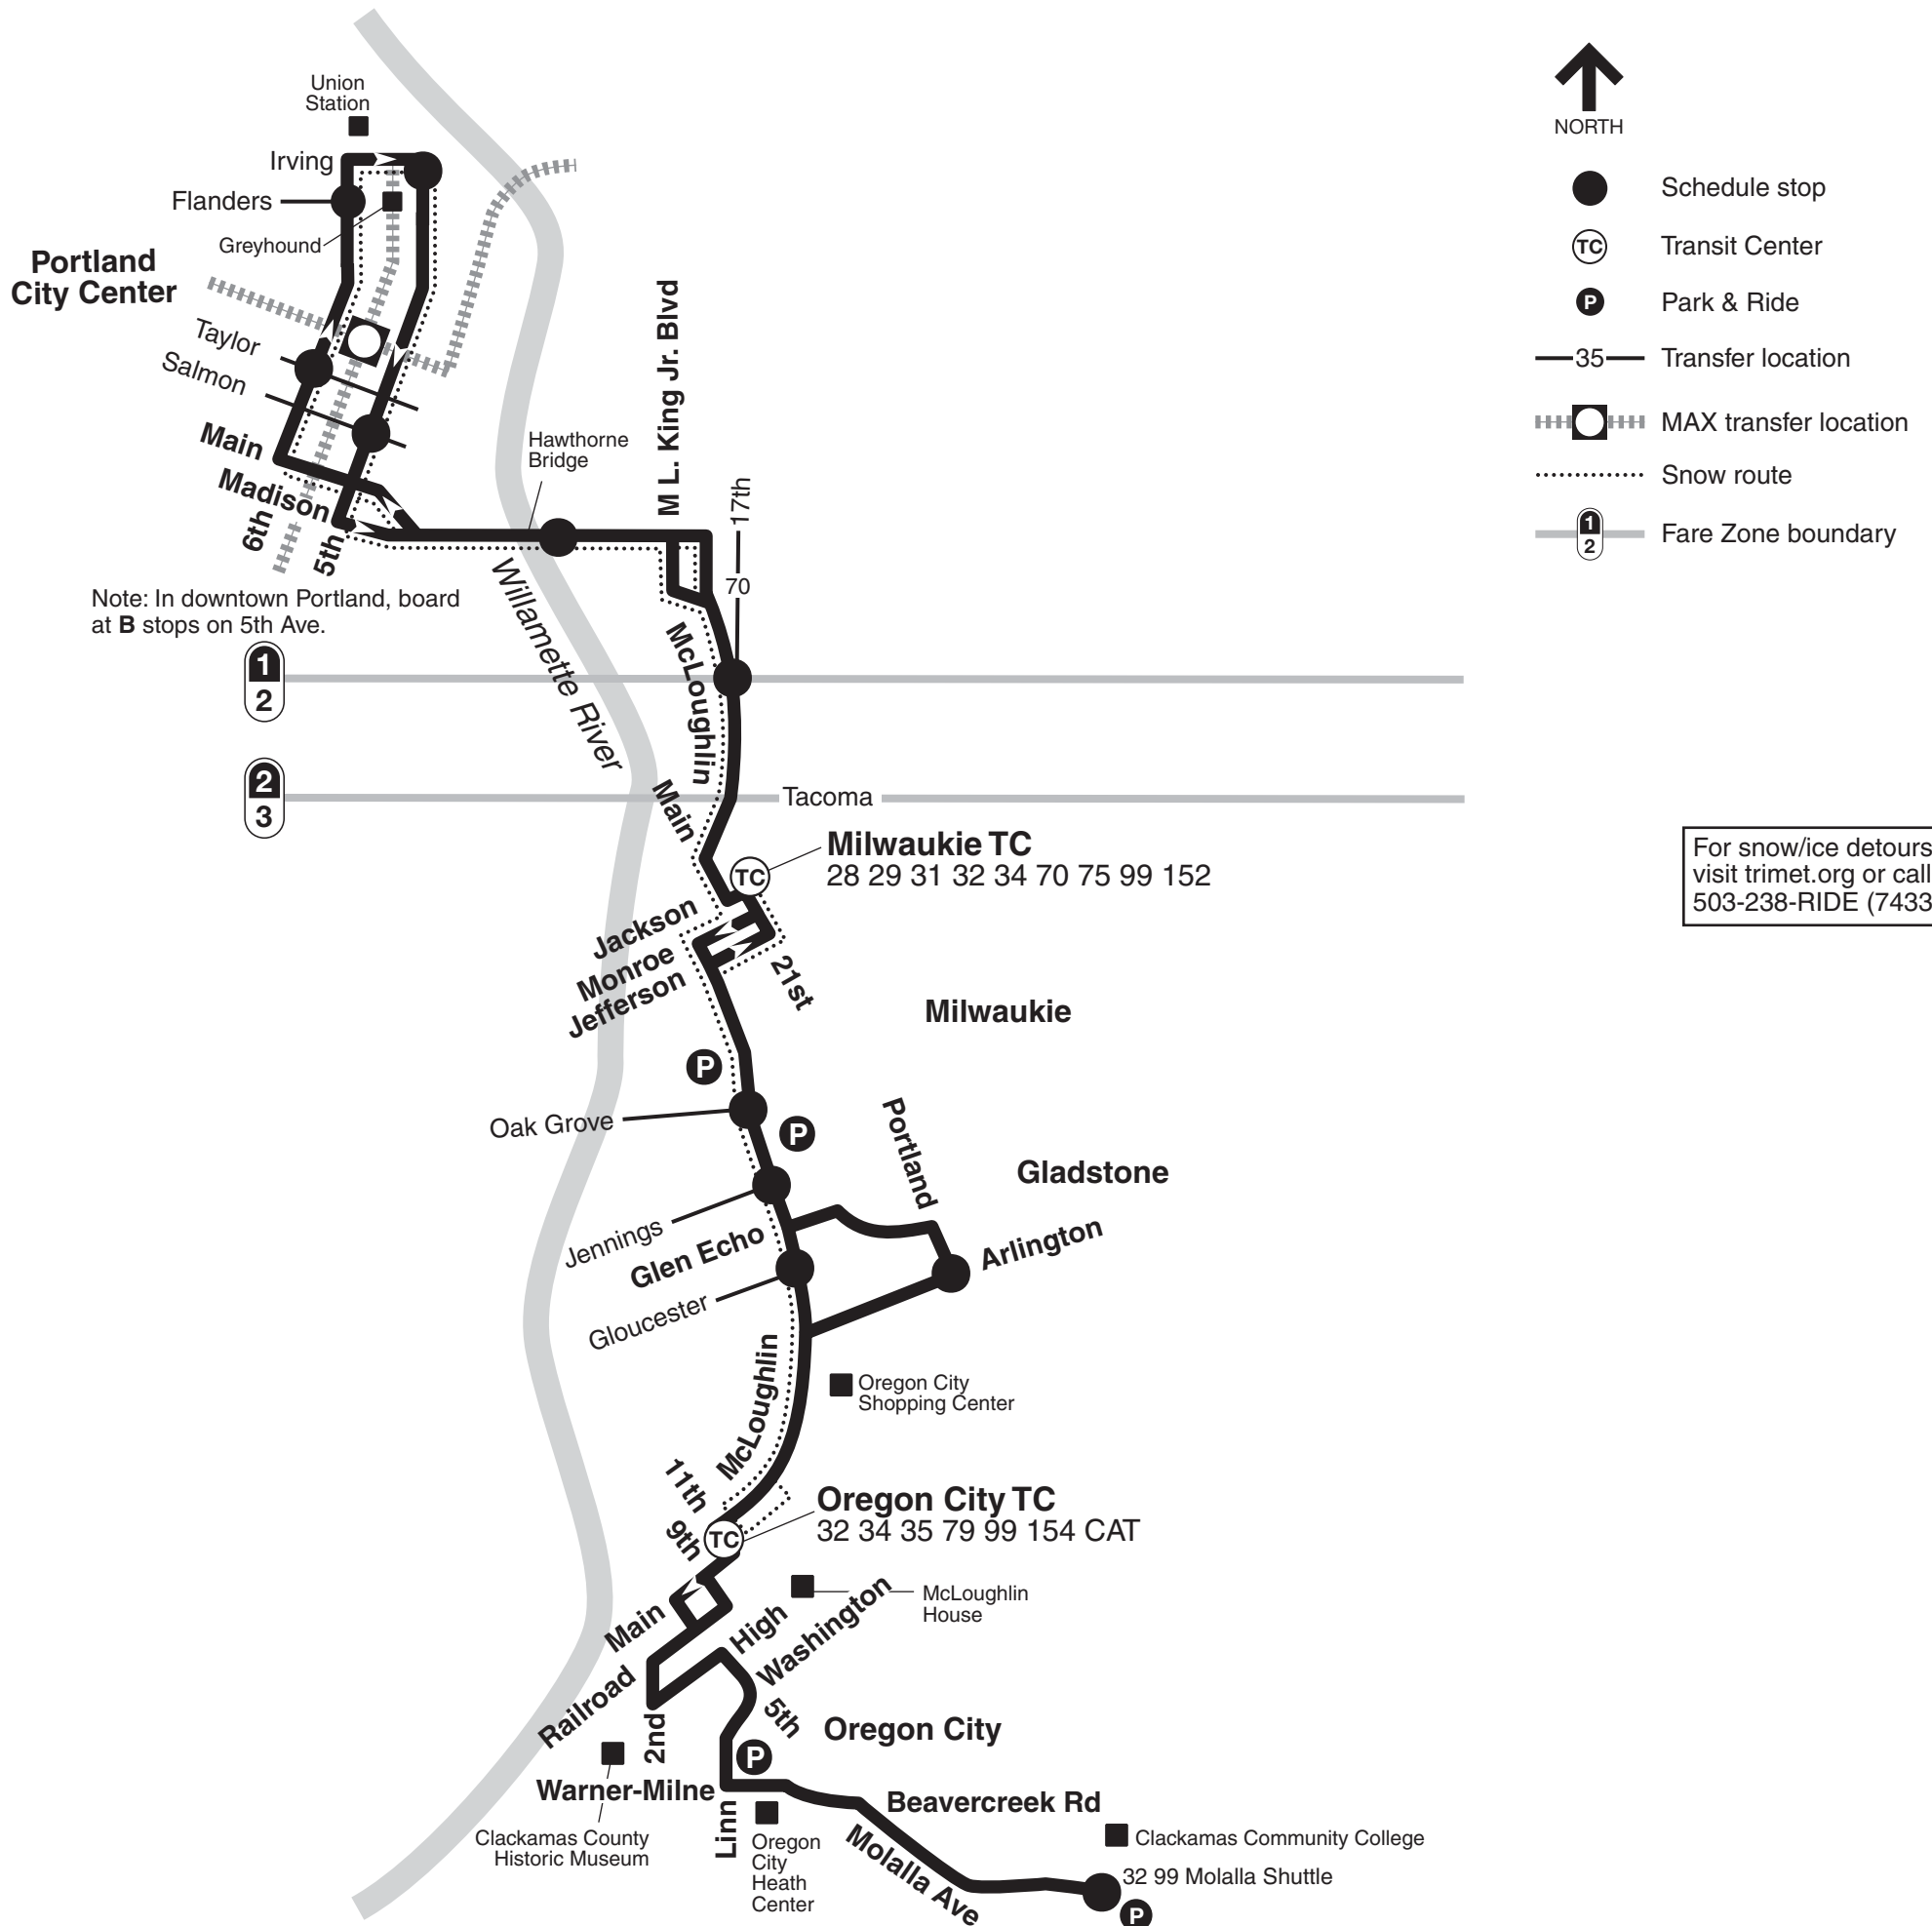 Union
Station
Irving
Flanders
Greyhound
Portland
City Center
Taylor
Salmon
Main
Madison
6th
5th
Hawthorne
Bridge
M L. King Jr. Blvd
17th
70
Note: In downtown Portland, board
at B stops on 5th Ave.
Willamette River
McLoughlin
1
2
2
3
Tacoma
Main
Milwaukie TC
28 29 31 32 34 70 75 99 152
TC
Jackson
Monroe
Jefferson
21st
Milwaukie
P
Oak Grove
P
Portland
Gladstone
Jennings
Glen Echo
Arlington
Gloucester
McLoughlin
Oregon City
Shopping Center
11th
9th
TC
Oregon City TC
32 34 35 79 99 154 CAT
McLoughlin
House
Main
High
Washington
Railroad
2nd
5th
Oregon City
P
Warner-Milne
Linn
Clackamas County
Historic Museum
Oregon
City
Heath
Center
Beavercreek Rd
Molalla Ave
Clackamas Community College
32 99 Molalla Shuttle
P
NORTH
Schedule stop
TC Transit Center
P Park & Ride
35 Transfer location
MAX transfer location
Snow route
1
2
Fare Zone boundary
For snow/ice detours
visit trimet.org or call
503-238-RIDE (7433